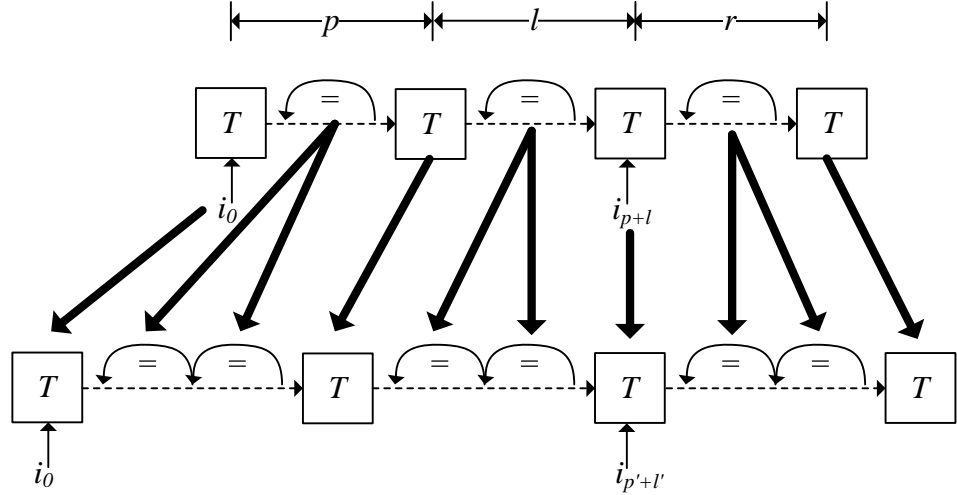 p l r
= = =
T T T T
i₀ iₚ₊ₗ
= = = = = =
T T T T
i₀ iₚ'₊ₗ'